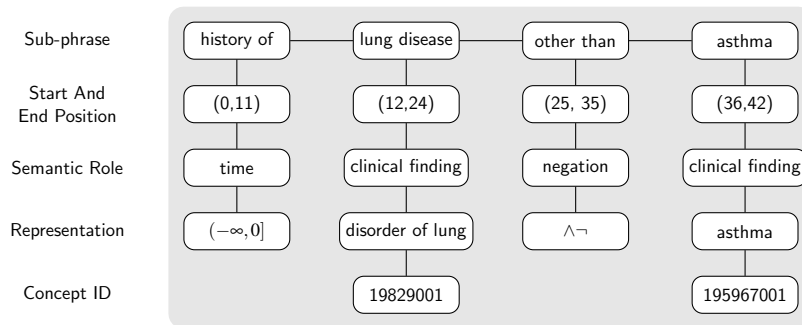 Sub-phrase history of lung disease other than asthma
Start And
End Position (0,11) (12,24) (25, 35) (36,42)
Semantic Role time clinical finding negation clinical finding
Representation (−∞, 0] disorder of lung ∧¬ asthma
Concept ID 19829001 195967001